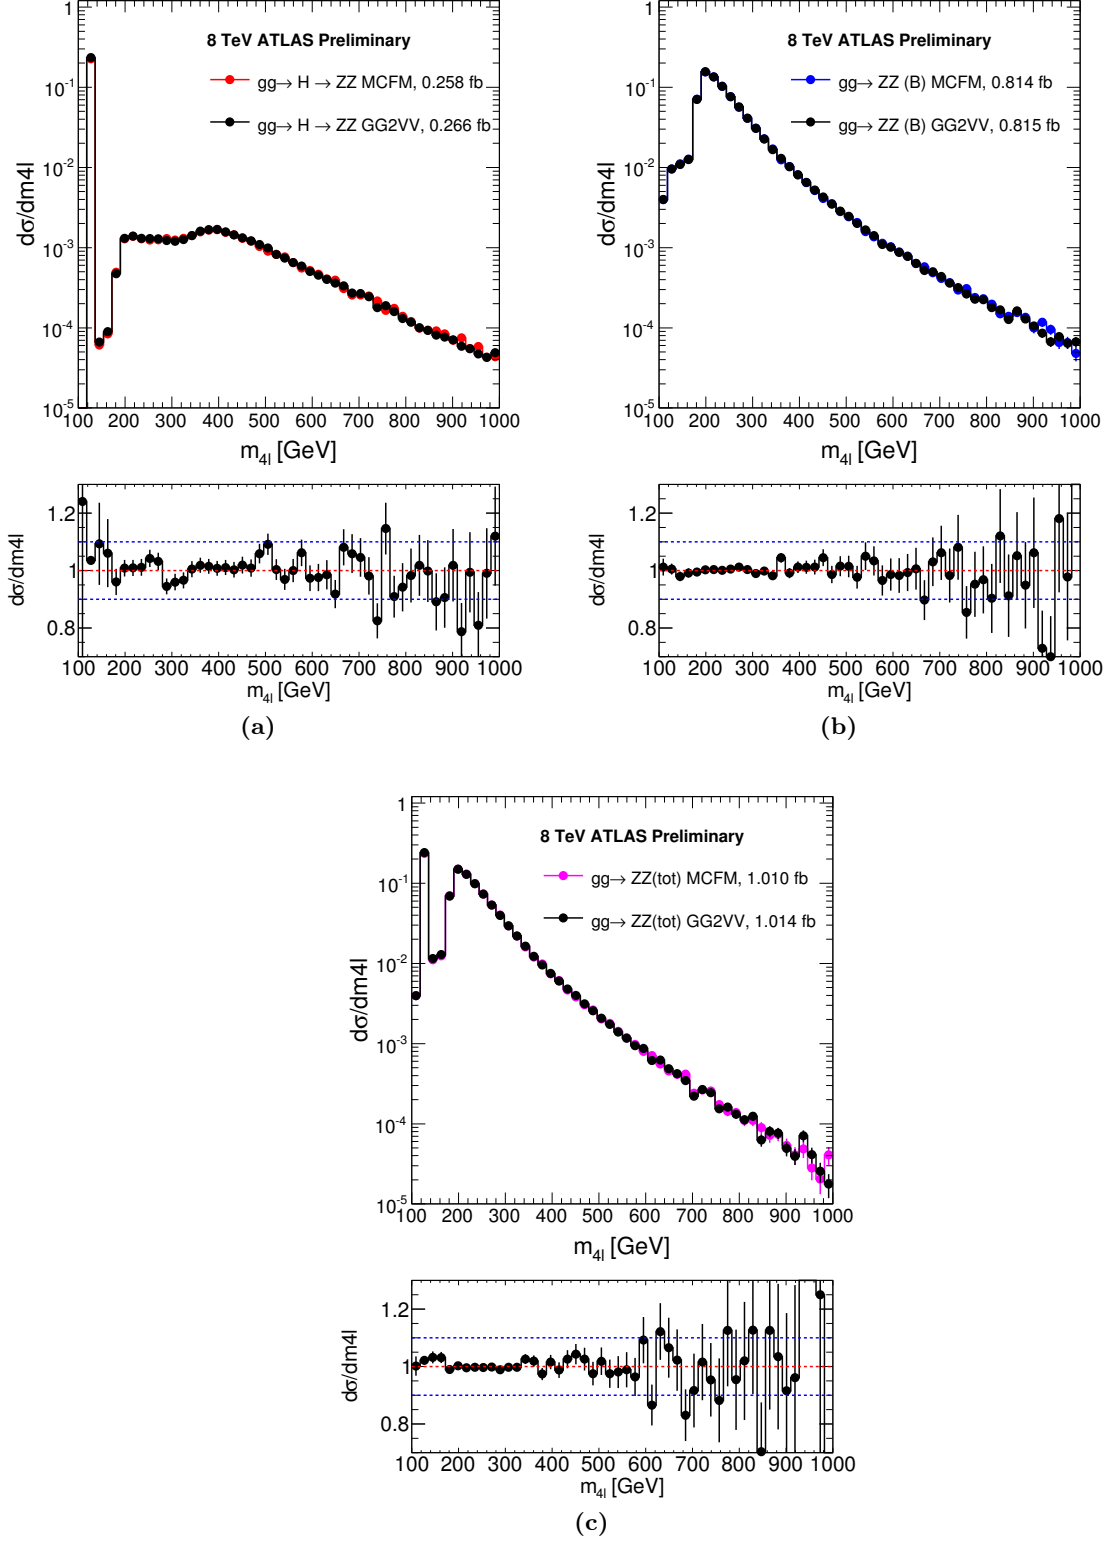 8 TeV ATLAS Preliminary
gg→ H → ZZ MCFM, 0.258 fb
gg→ H → ZZ GG2VV, 0.266 fb
dσ/dm4l
1
10-1
10-2
10-3
10-4
10-5
100 200 300 400 500 600 700 800 900 1000
m4l [GeV]
dσ/dm4l
1.2
1
0.8
100 200 300 400 500 600 700 800 900 1000
m4l [GeV]
(a)
8 TeV ATLAS Preliminary
gg→ ZZ (B) MCFM, 0.814 fb
gg→ ZZ (B) GG2VV, 0.815 fb
dσ/dm4l
1
10-1
10-2
10-3
10-4
10-5
100 200 300 400 500 600 700 800 900 1000
m4l [GeV]
dσ/dm4l
1.2
1
0.8
100 200 300 400 500 600 700 800 900 1000
m4l [GeV]
(b)
8 TeV ATLAS Preliminary
gg→ ZZ(tot) MCFM, 1.010 fb
gg→ ZZ(tot) GG2VV, 1.014 fb
dσ/dm4l
1
10-1
10-2
10-3
10-4
10-5
100 200 300 400 500 600 700 800 900 1000
m4l [GeV]
dσ/dm4l
1.2
1
0.8
100 200 300 400 500 600 700 800 900 1000
m4l [GeV]
(c)